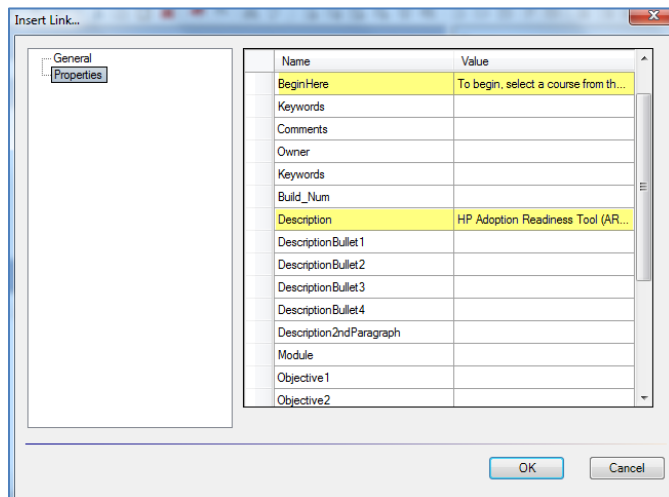 Insert Link...
General
Properties
Name Value
BeginHere To begin, select a course from th...
Keywords
Comments
Owner
Keywords
Build_Num
Description HP Adoption Readiness Tool (AR...
DescriptionBullet1
DescriptionBullet2
DescriptionBullet3
DescriptionBullet4
Description2ndParagraph
Module
Objective1
Objective2
OK Cancel